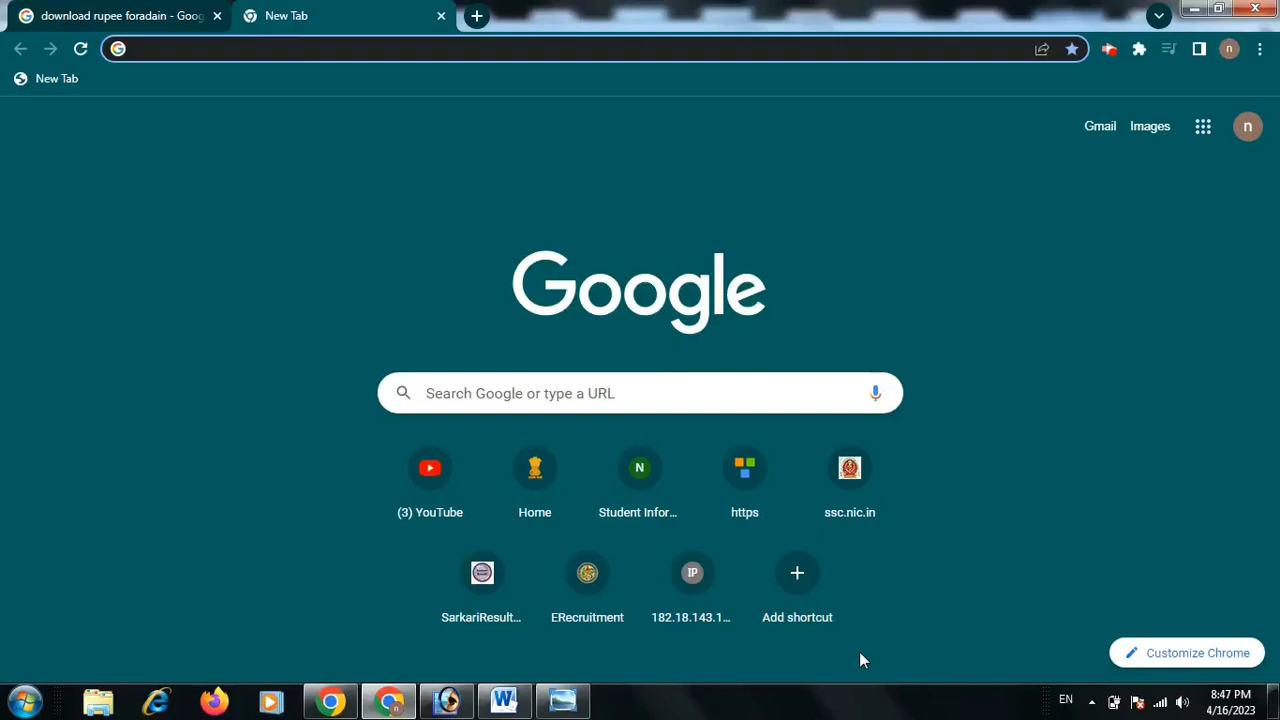 download rupee foradain - Goog
New Tab
n
New Tab
Gmail
Images
n
Google
Search Google or type a URL
N
(3) YouTube
Home
Student Infor...
https
ssc.nic.in
IP
SarkariResult...
ERecruitment
182.18.143.1...
Add shortcut
Customize Chrome
n
W
EN
8:47 PM
4/16/2023